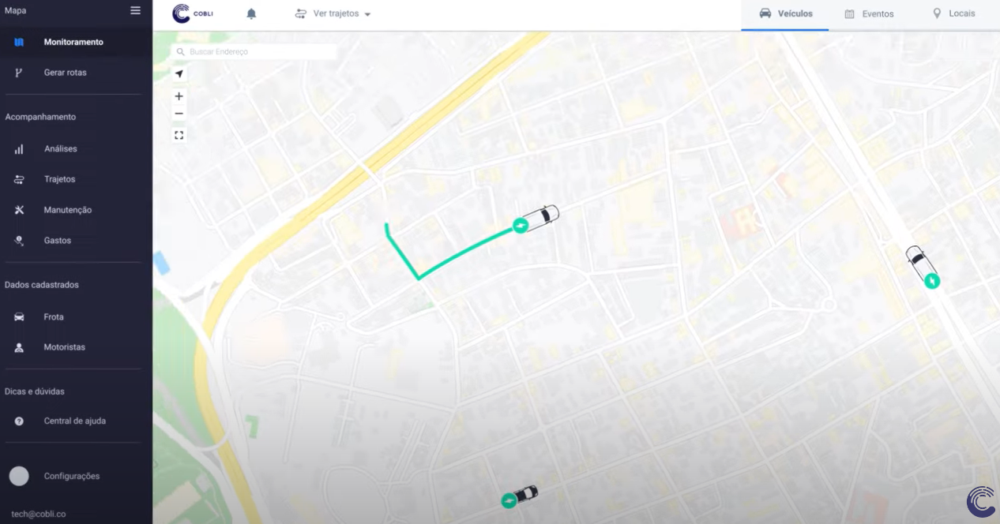 Mapa
Monitoramento
Gerar rotas
Acompanhamento
Análises
Trajetos
Manutenção
Gastos
Dados cadastrados
Frota
Motoristas
Dicas e dúvidas
Central de ajuda
Configurações
tech@cobli.co
COBLI
Ver trajetos
Veículos
Eventos
Locais
Buscar Endereço